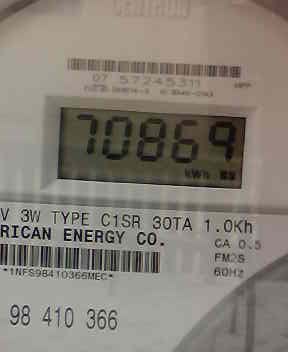 CENTRON
07 57245311
70869
kWh
V 3W TYPE C1SR 30TA 1.0Kh
RICAN ENERGY CO.
CA 0.5
FM2S
60Hz
*1NFS98410366MEC*
98 410 366